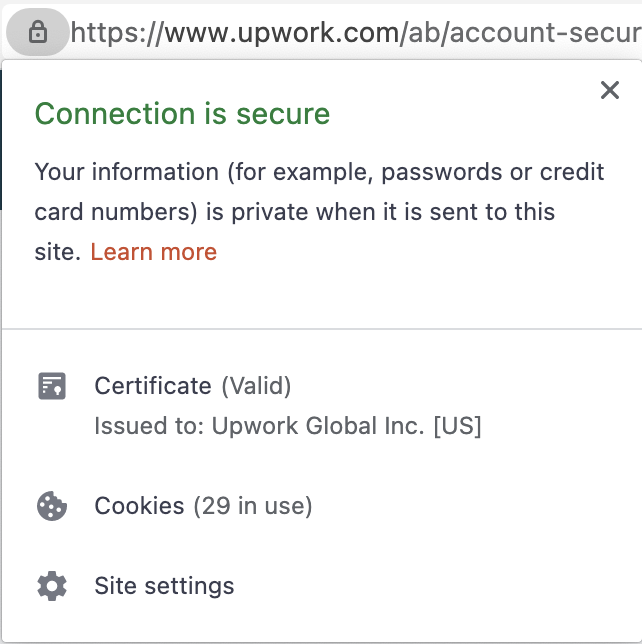 https://www.upwork.com/ab/account-secur
Connection is secure
Your information (for example, passwords or credit
card numbers) is private when it is sent to this
site. Learn more
Certificate (Valid)
Issued to: Upwork Global Inc. [US]
Cookies (29 in use)
Site settings